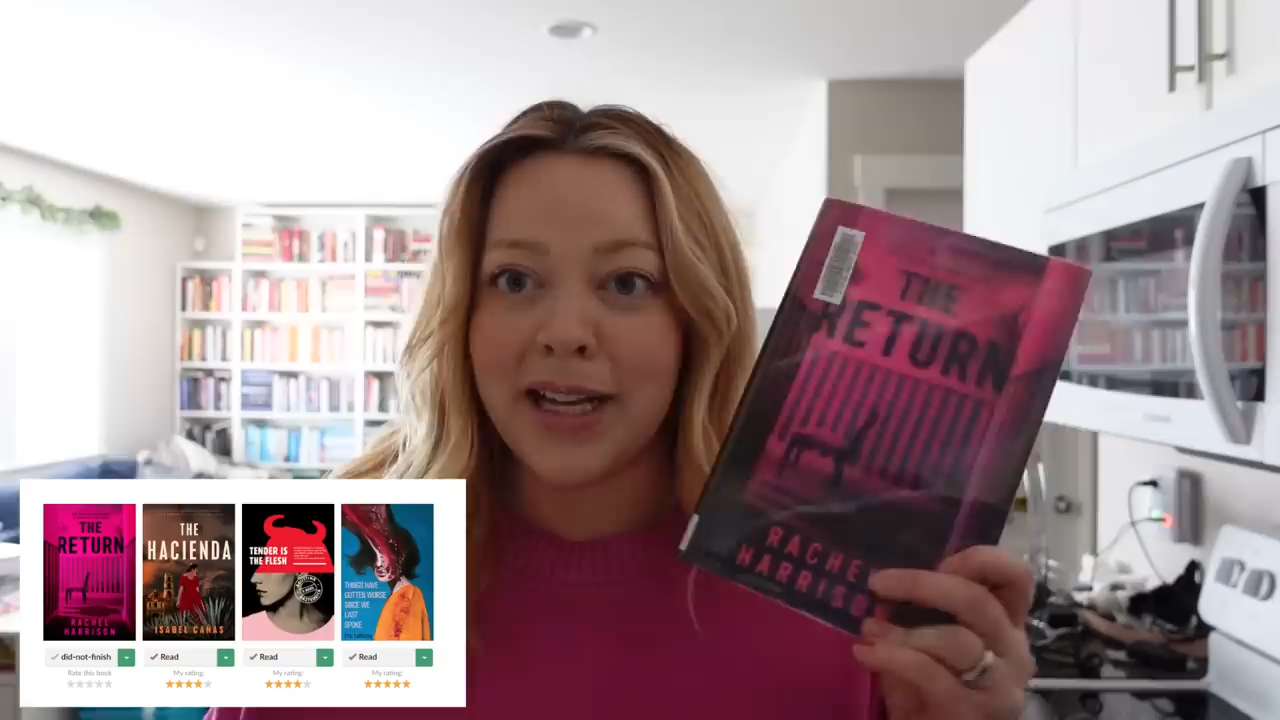 THE
RETURN
RACHEL
HARRISON
THE
RETURN
RACHEL
HARRISON
THE
HACIENDA
ISABEL CAÑAS
TENDER IS
THE FLESH
THINGS HAVE
GOTTEN WORSE
SINCE WE
LAST
SPOKE
did-not-finish
Read
Read
Read
Rate this book
My rating:
My rating:
My rating: